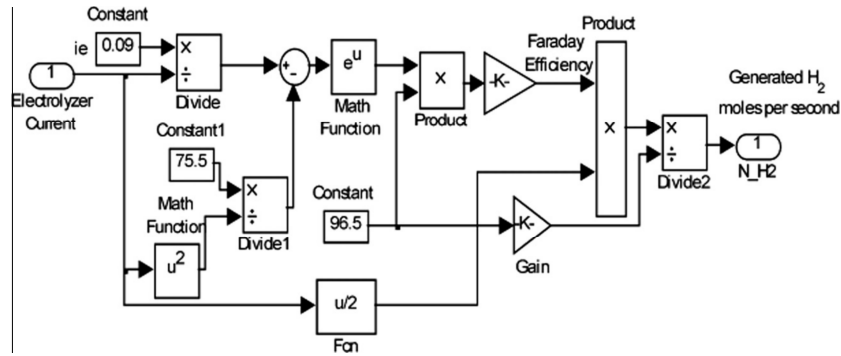 Constant
ie
0.09
×
÷
Divide
1
Electrolyzer
Current
+
-
e^u
Math
Function
×
Product
-K-
Faraday
Efficiency
Product
×
Generated H_2
moles per second
×
÷
Divide2
1
N_H2
Constant1
75.5
×
÷
Divide1
Math
Function
u^2
Constant
96.5
-K-
Gain
u/2
Fcn